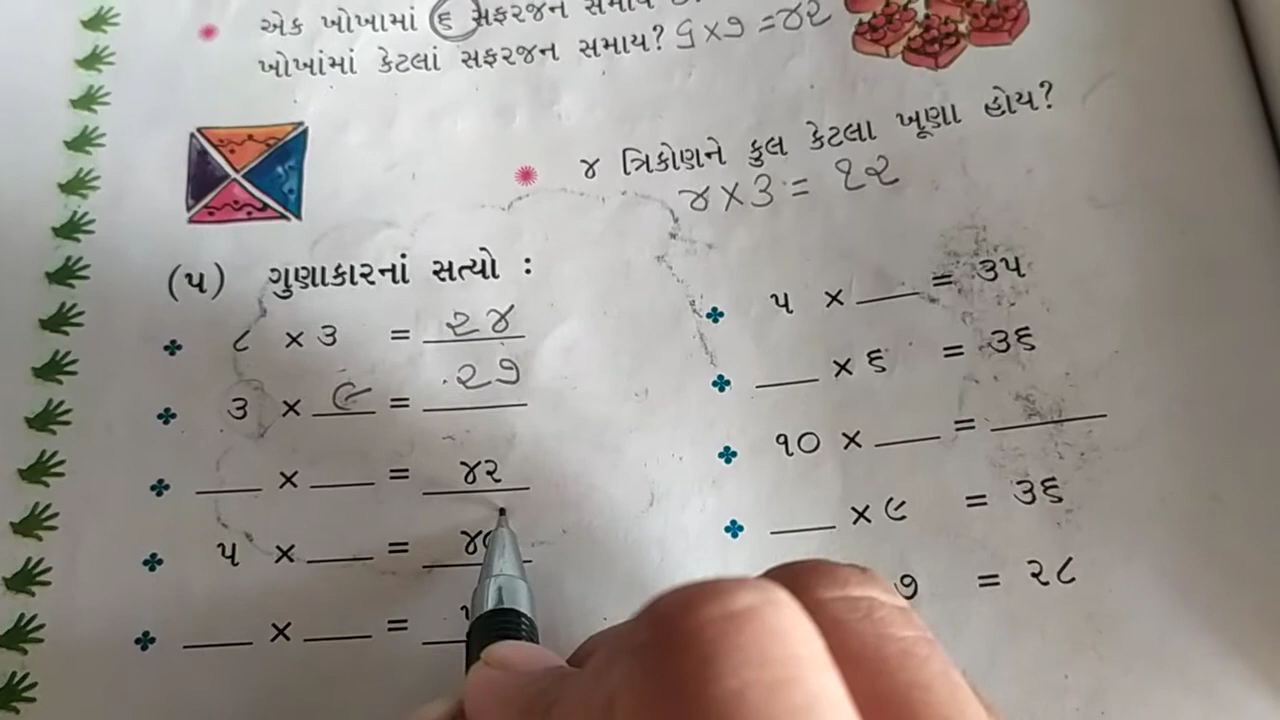 એક ખોખામાં ૬ સફરજન સમાય
ખોખાંમાં કેટલાં સફરજન સમાય? ૬ × ૭ = ૪૨
૪ ત્રિકોણને કુલ કેટલા ખૂણા હોય?
૪ × ૩ = ૧૨
(૫) ગુણાકારનાં સત્યો :
૮ × ૩ = ૨૪
૩ × ૯ = ૨૭
___ × ___ = ૪૨
૫ × ___ =
___ × ___ =
૫ × ___ = ૩૫
___ × ૬ = ૩૬
૧૦ × ___ = ___
___ × ૯ = ૩૬
૭ = ૨૮